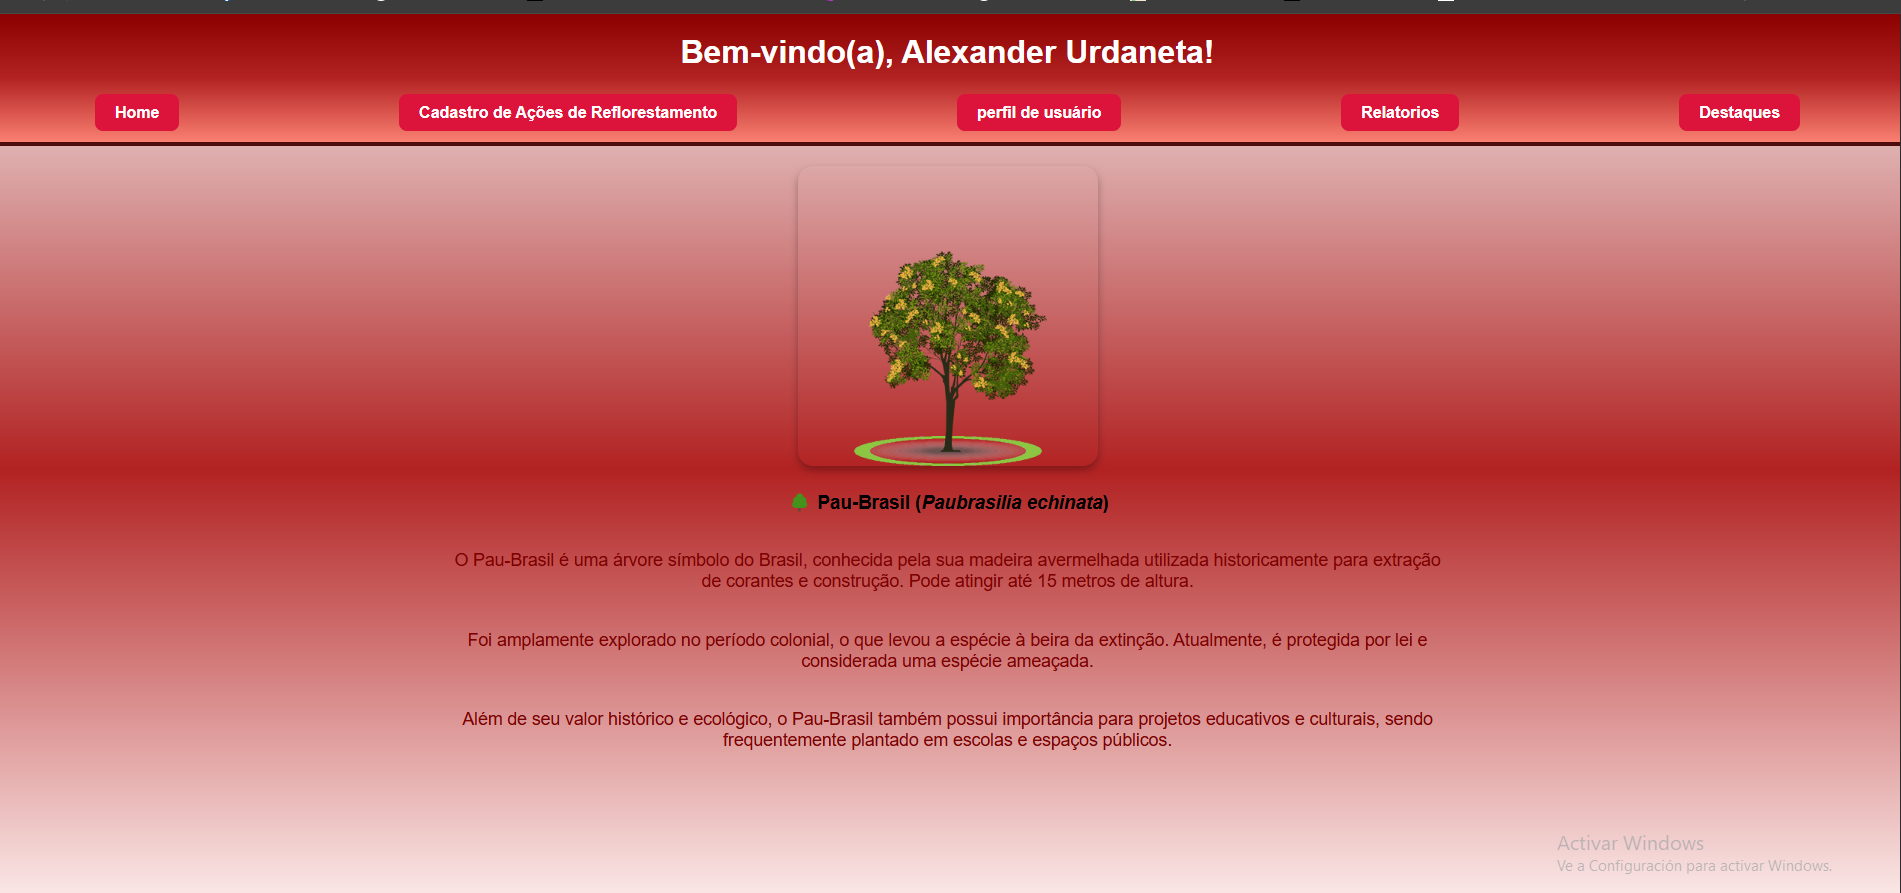 Bem-vindo(a), Alexander Urdaneta!
Home
Cadastro de Ações de Reflorestamento
perfil de usuário
Relatorios
Destaques
Pau-Brasil (Paubrasilia echinata)
O Pau-Brasil é uma árvore símbolo do Brasil, conhecida pela sua madeira avermelhada utilizada historicamente para extração
de corantes e construção. Pode atingir até 15 metros de altura.
Foi amplamente explorado no período colonial, o que levou a espécie à beira da extinção. Atualmente, é protegida por lei e
considerada uma espécie ameaçada.
Além de seu valor histórico e ecológico, o Pau-Brasil também possui importância para projetos educativos e culturais, sendo
frequentemente plantado em escolas e espaços públicos.
Activar Windows
Ve a Configuración para activar Windows.